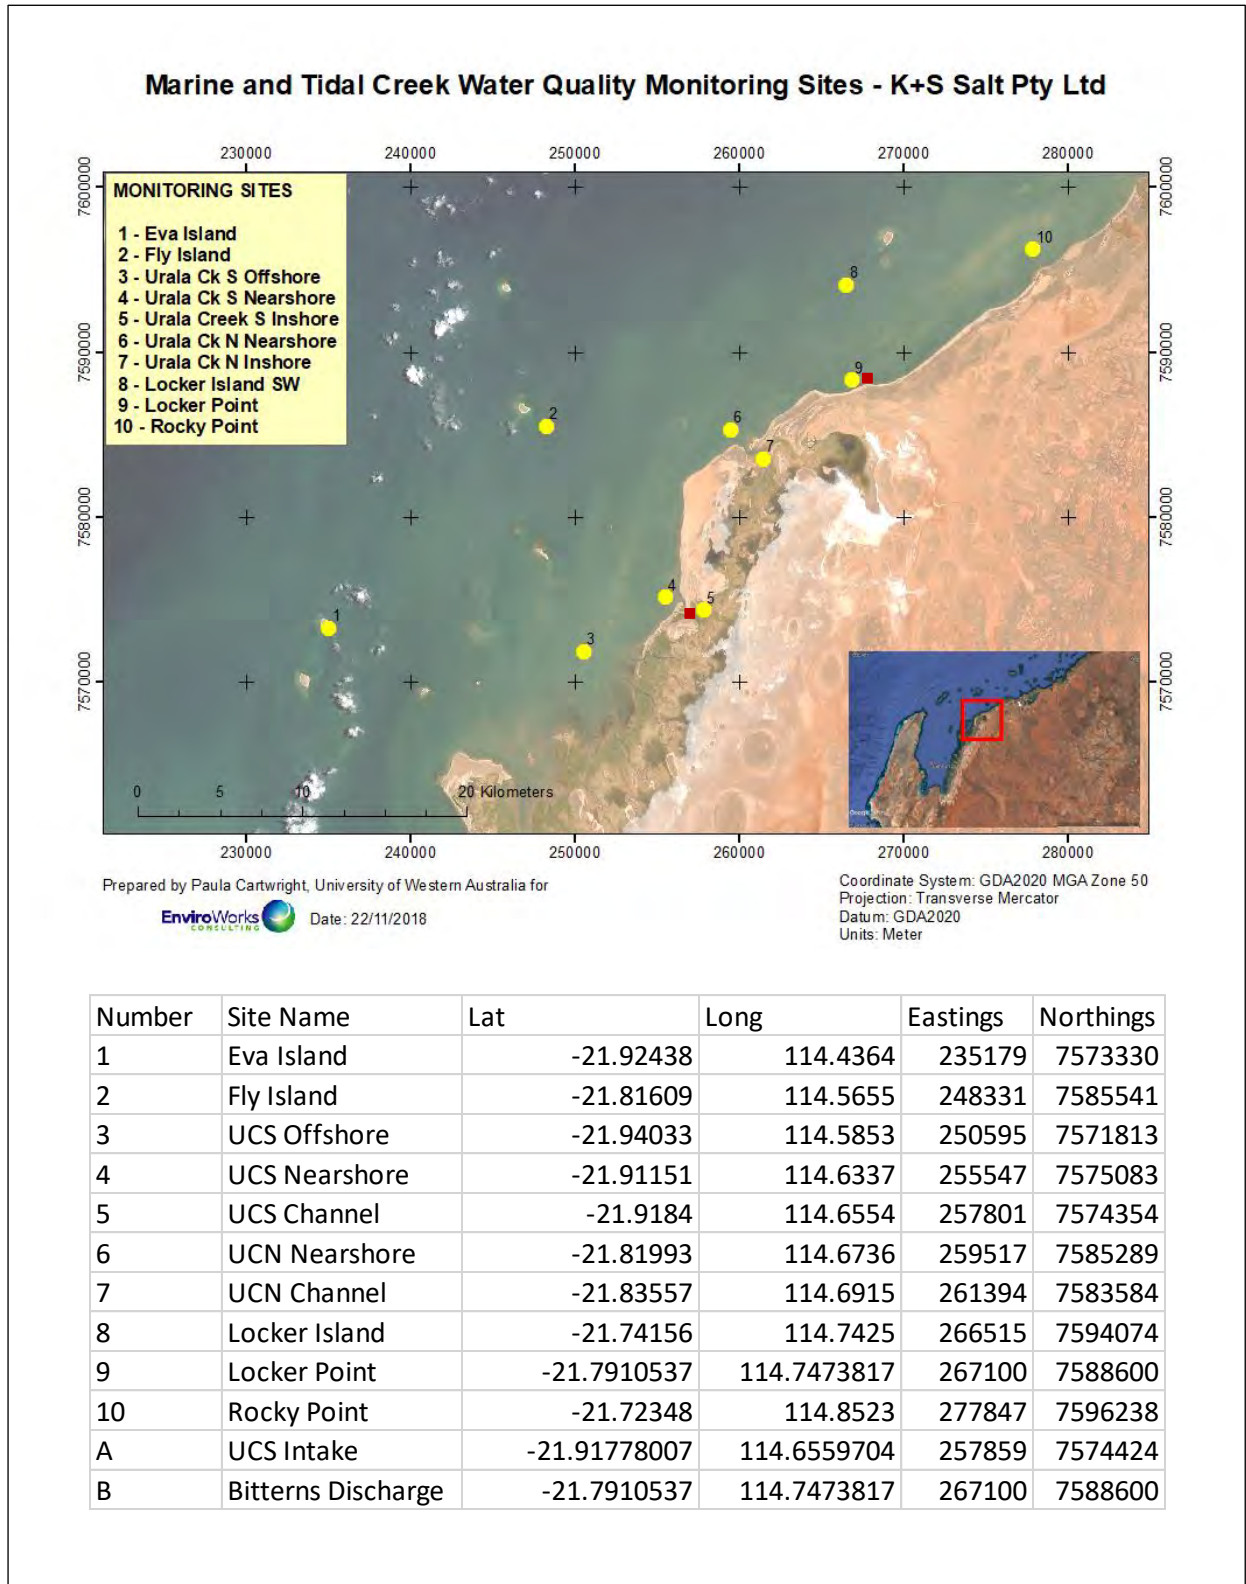 Marine and Tidal Creek Water Quality Monitoring Sites - K+S Salt Pty Ltd
230000 240000 250000 260000 270000 280000
7600000 7600000
MONITORING SITES
1 - Eva Island
2 - Fly Island
3 - Urala Ck S Offshore
4 - Urala Ck S Nearshore
5 - Urala Creek S Inshore
6 - Urala Ck N Nearshore
7 - Urala Ck N Inshore
8 - Locker Island SW
9 - Locker Point
10 - Rocky Point
10
8
7590000 7590000
9
2
6
7
7580000 7580000
4
5
1
3
7570000 7570000
0 5 10 20 Kilometers
230000 240000 250000 260000 270000 280000
Prepared by Paula Cartwright, University of Western Australia for
EnviroWorks
CONSULTING
Date: 22/11/2018
Coordinate System: GDA2020 MGA Zone 50
Projection: Transverse Mercator
Datum: GDA2020
Units: Meter
Number Site Name Lat Long Eastings Northings
1 Eva Island -21.92438 114.4364 235179 7573330
2 Fly Island -21.81609 114.5655 248331 7585541
3 UCS Offshore -21.94033 114.5853 250595 7571813
4 UCS Nearshore -21.91151 114.6337 255547 7575083
5 UCS Channel -21.9184 114.6554 257801 7574354
6 UCN Nearshore -21.81993 114.6736 259517 7585289
7 UCN Channel -21.83557 114.6915 261394 7583584
8 Locker Island -21.74156 114.7425 266515 7594074
9 Locker Point -21.7910537 114.7473817 267100 7588600
10 Rocky Point -21.72348 114.8523 277847 7596238
A UCS Intake -21.91778007 114.6559704 257859 7574424
B Bitterns Discharge -21.7910537 114.7473817 267100 7588600